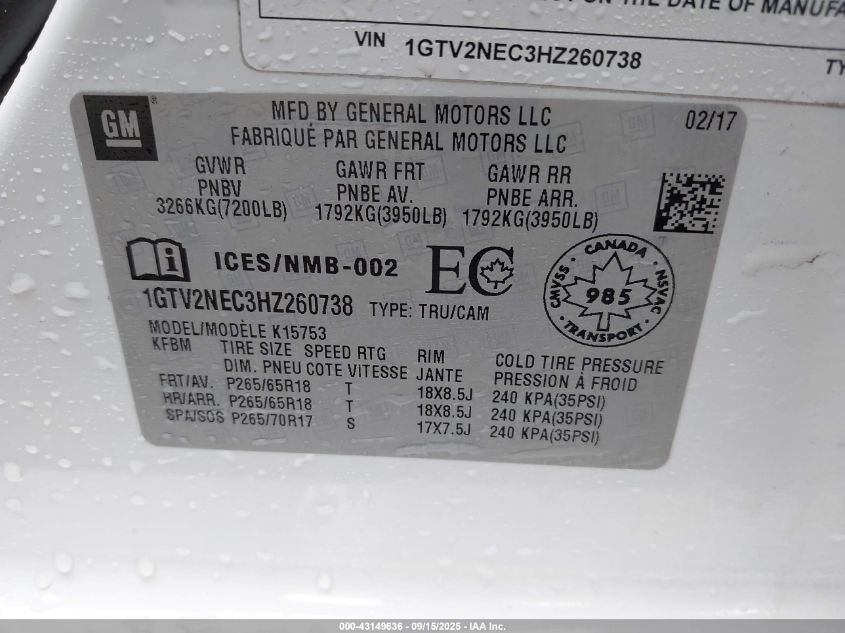 ON THE DATE OF MANUFA
VIN 1GTV2NEC3HZ260738
TY
GM
®
MFD BY GENERAL MOTORS LLC
02/17
FABRIQUÉ PAR GENERAL MOTORS LLC
GVWR GAWR FRT GAWR RR
PNBV PNBE AV. PNBE ARR.
3266KG(7200LB) 1792KG(3950LB) 1792KG(3950LB)
i ICES/NMB-002 EC
CANADA
CMVSS 985 NSVAC
TRANSPORT
1GTV2NEC3HZ260738 TYPE: TRU/CAM
MODEL/MODÈLE K15753
KFBM TIRE SIZE SPEED RTG RIM COLD TIRE PRESSURE
DIM. PNEU COTE VITESSE JANTE PRESSION À FROID
FRT/AV. P265/65R18 T 18X8.5J 240 KPA(35PSI)
RR/ARR. P265/65R18 T 18X8.5J 240 KPA(35PSI)
SPA/SOS P265/70R17 S 17X7.5J 240 KPA(35PSI)
000-43149636 - 09/15/2025 - IAA Inc.